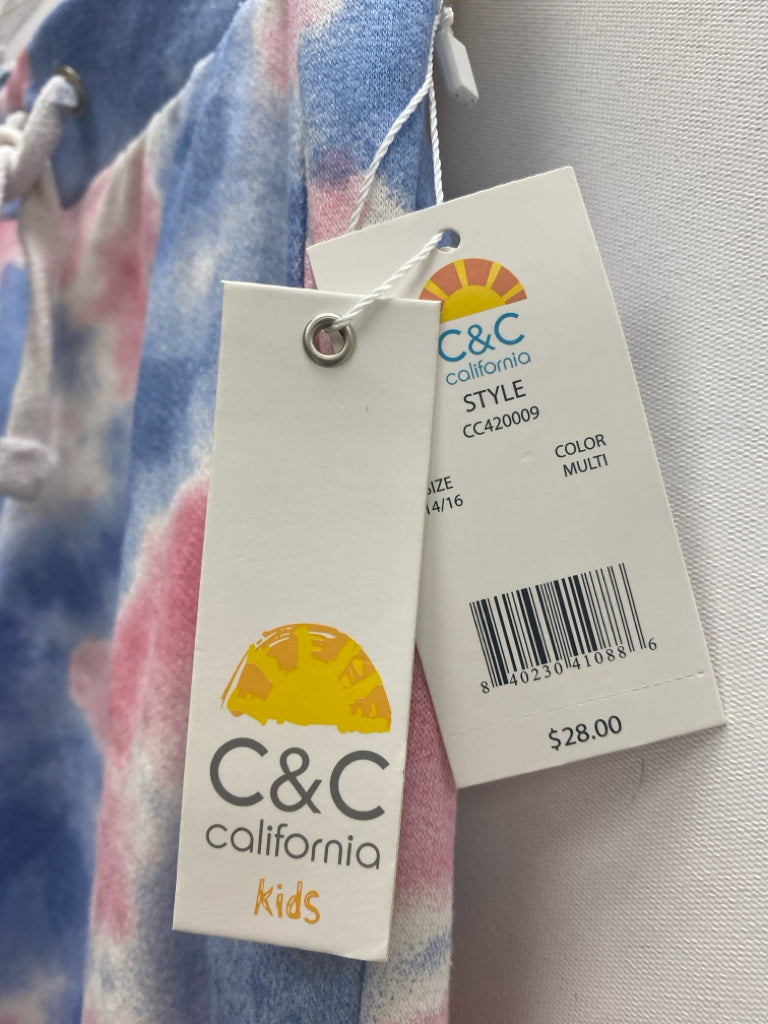 C&C
california
STYLE
CC420009
COLOR
MULTI
SIZE
14/16
8 40230 41088 6
$28.00
C&C
california
kids